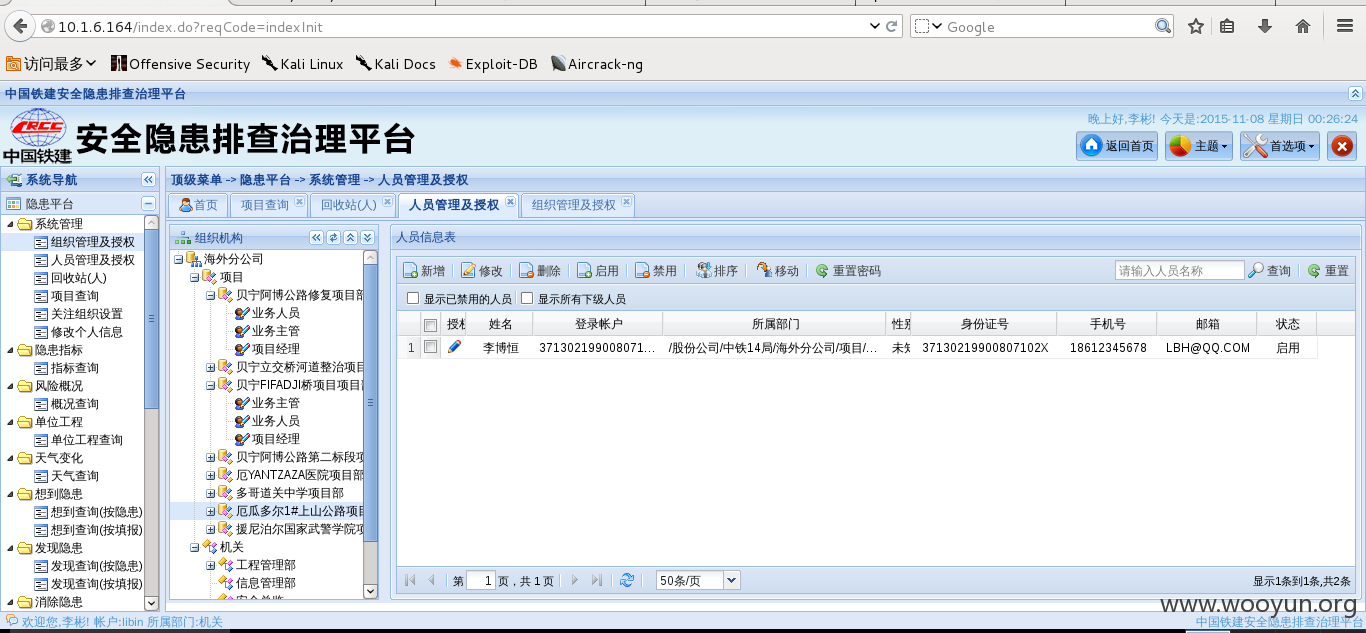 10.1.6.164/index.do?reqCode=indexInit
Google
访问最多
Offensive Security
Kali Linux
Kali Docs
Exploit-DB
Aircrack-ng
中国铁建安全隐患排查治理平台
CRCC
中国铁建
安全隐患排查治理平台
晚上好,李彬! 今天是:2015-11-08 星期日 00:26:24
返回首页
主题
首选项
系统导航
顶级菜单 -> 隐患平台 -> 系统管理 -> 人员管理及授权
隐患平台
首页
项目查询
回收站(人)
人员管理及授权
组织管理及授权
系统管理
组织管理及授权
人员管理及授权
回收站(人)
项目查询
关注组织设置
修改个人信息
隐患指标
指标查询
风险概况
概况查询
单位工程
单位工程查询
天气变化
天气查询
想到隐患
想到查询(按隐患)
想到查询(按填报)
发现隐患
发现查询(按隐患)
发现查询(按填报)
消除隐患
组织机构
海外分公司
项目
贝宁阿博公路修复项目部
业务人员
业务主管
项目经理
贝宁立交桥河道整治项目
贝宁FIFADJI桥项目项目
业务主管
业务人员
项目经理
贝宁阿博公路第二标段项
厄YANTZAZA医院项目部
多哥道关中学项目部
厄瓜多尔1#上山公路项目
援尼泊尔国家武警学院项
机关
工程管理部
信息管理部
人员信息表
新增
修改
删除
启用
禁用
排序
移动
重置密码
请输入人员名称
查询
重置
显示已禁用的人员
显示所有下级人员
授权 姓名 登录帐户 所属部门 性别 身份证号 手机号 邮箱 状态
1 李博恒 371302199008071... /股份公司/中铁14局/海外分公司/项目/... 未知 37130219900807102X 18612345678 LBH@QQ.COM 启用
第 1 页，共 1 页
50条/页
显示1条到1条,共2条
www.wooyun.org
欢迎您,李彬! 帐户:libin 所属部门:机关
中国铁建安全隐患排查治理平台